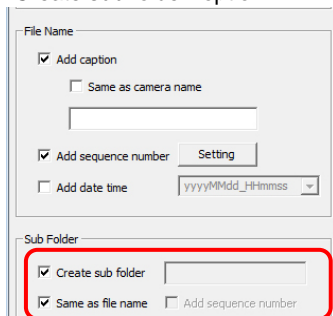 File Name
Add caption
Same as camera name
Add sequence number Setting
Add date time yyyyMMdd_HHmmss
Sub Folder
Create sub folder
Same as file name Add sequence number